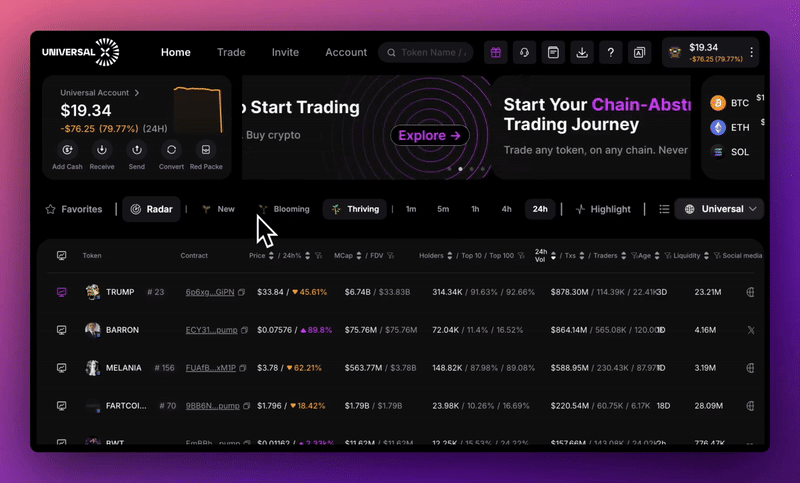 UNIVERSAL
Home
Trade
Invite
Account
Token Name /
$19.34
-$76.25 (79.77%)
Universal Account
$19.34
-$76.25 (79.77%) (24H)
Add Cash
Receive
Send
Convert
Red Packe
o Start Trading
. Buy crypto
Explore →
Start Your Chain-Abstr
Trading Journey
Trade any token, on any chain. Never
BTC
$1
ETH
$
SOL
Favorites
Radar
New
Blooming
Thriving
1m
5m
1h
4h
24h
Highlight
Universal
Token
Contract
Price / 24h%
MCap / FDV
Holders / Top 10 / Top 100
24h Vol / Txs / Traders
Age
Liquidity
Social media
TRUMP # 23 6p6xg...GiPN $33.84 / ▼ 45.61% $6.74B / $33.83B 314.34K / 91.63% / 92.66% $878.30M / 114.39K / 22.41K 3D 23.21M
BARRON ECY31...pump $0.07576 / ▲ 89.8% $75.76M / $75.76M 72.04K / 11.4% / 16.52% $864.14M / 565.08K / 120.00 1D 4.16M
MELANIA # 156 FUAfB...xM1P $3.78 / ▼ 62.21% $563.77M / $3.78B 148.82K / 87.98% / 89.08% $588.95M / 230.43K / 87.97 1D 3.19M
FARTCOI... # 70 9BB6N...pump $1.796 / ▼ 18.42% $1.79B / $1.79B 23.98K / 10.26% / 16.69% $220.54M / 60.75K / 6.17K 18D 28.09M
BWT EmBBh...pump $0.01162 / ▲ 2.33k% $11.62M / $11.62M 12.25K / 15.53% / 24.22% $157.66M / 143.08K / 24.02 2h 776.47K